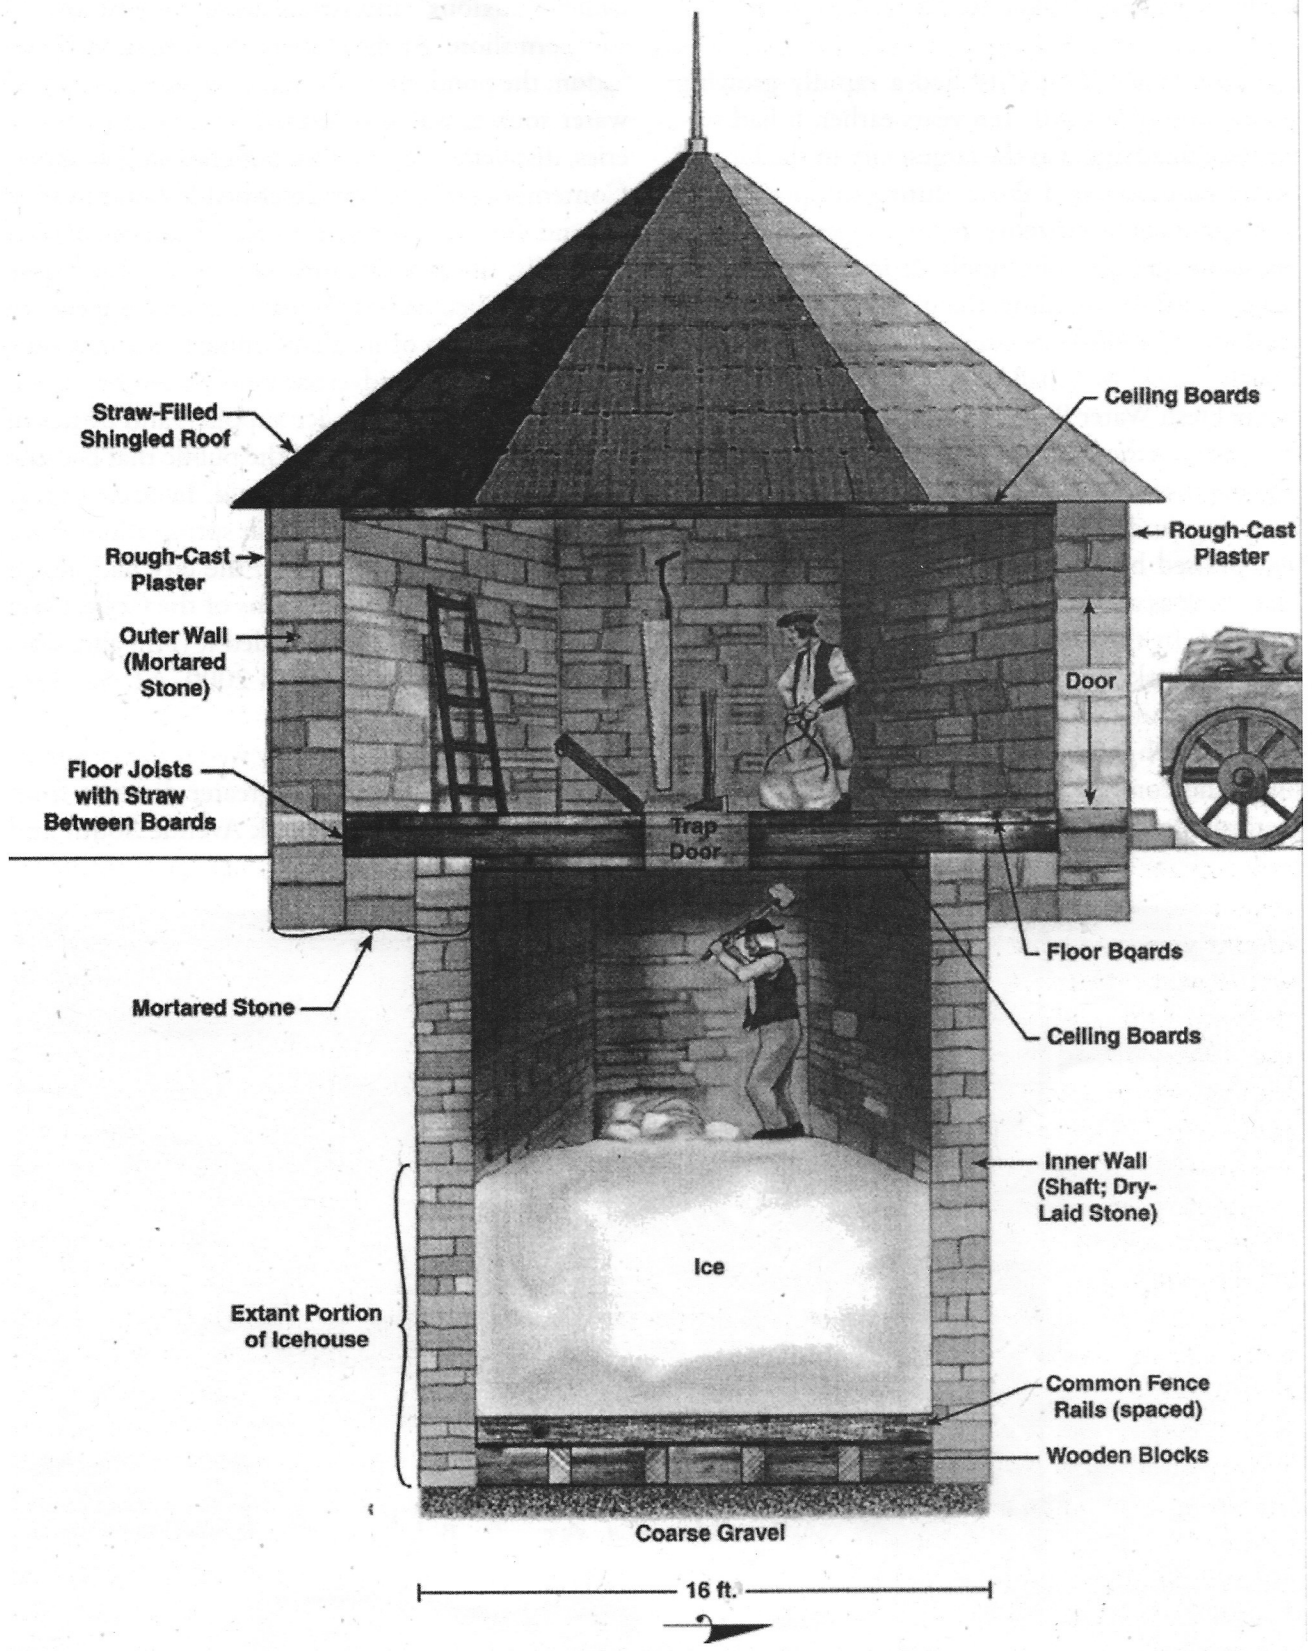 Straw-Filled
Shingled Roof
Ceiling Boards
Rough-Cast
Plaster
Rough-Cast
Plaster
Outer Wall
(Mortared
Stone)
Door
Floor Joists
with Straw
Between Boards
Trap
Door
Floor Boards
Mortared Stone
Ceiling Boards
Inner Wall
(Shaft; Dry-
Laid Stone)
Ice
Extant Portion
of Icehouse
Common Fence
Rails (spaced)
Wooden Blocks
Coarse Gravel
16 ft.